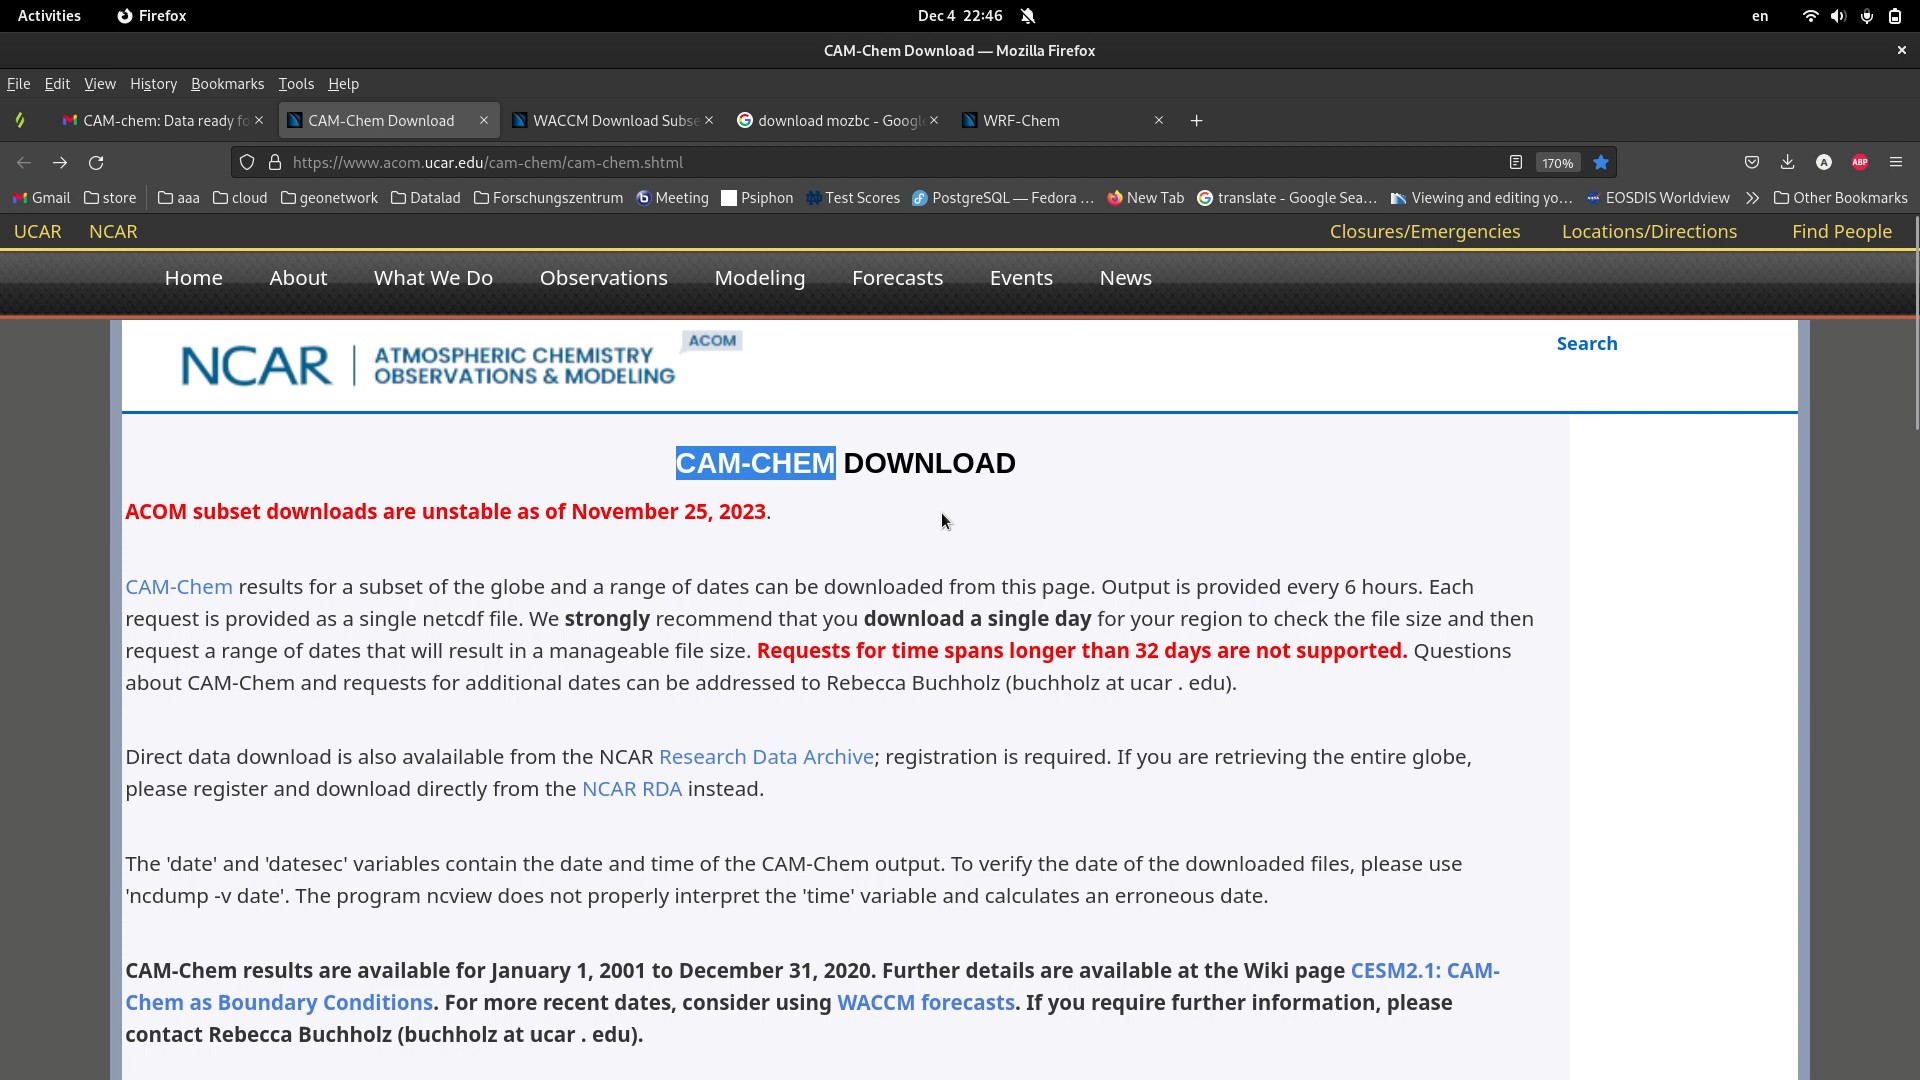 Activities Firefox Dec 4 22:46 en
CAM-Chem Download — Mozilla Firefox
File Edit View History Bookmarks Tools Help
CAM-chem: Data ready fo CAM-Chem Download WACCM Download Subse download mozbc - Googl WRF-Chem
https://www.acom.ucar.edu/cam-chem/cam-chem.shtml 170% A ABP
Gmail store aaa cloud geonetwork Datalad Forschungszentrum Meeting Psiphon Test Scores PostgreSQL — Fedora ... New Tab translate - Google Sea... Viewing and editing yo... EOSDIS Worldview Other Bookmarks
UCAR NCAR Closures/Emergencies Locations/Directions Find People
Home About What We Do Observations Modeling Forecasts Events News
NCAR ATMOSPHERIC CHEMISTRY OBSERVATIONS & MODELING ACOM
Search
CAM-CHEM DOWNLOAD
ACOM subset downloads are unstable as of November 25, 2023.
CAM-Chem results for a subset of the globe and a range of dates can be downloaded from this page. Output is provided every 6 hours. Each
request is provided as a single netcdf file. We strongly recommend that you download a single day for your region to check the file size and then
request a range of dates that will result in a manageable file size. Requests for time spans longer than 32 days are not supported. Questions
about CAM-Chem and requests for additional dates can be addressed to Rebecca Buchholz (buchholz at ucar . edu).
Direct data download is also avalailable from the NCAR Research Data Archive; registration is required. If you are retrieving the entire globe,
please register and download directly from the NCAR RDA instead.
The 'date' and 'datesec' variables contain the date and time of the CAM-Chem output. To verify the date of the downloaded files, please use
'ncdump -v date'. The program ncview does not properly interpret the 'time' variable and calculates an erroneous date.
CAM-Chem results are available for January 1, 2001 to December 31, 2020. Further details are available at the Wiki page CESM2.1: CAM-
Chem as Boundary Conditions. For more recent dates, consider using WACCM forecasts. If you require further information, please
contact Rebecca Buchholz (buchholz at ucar . edu).